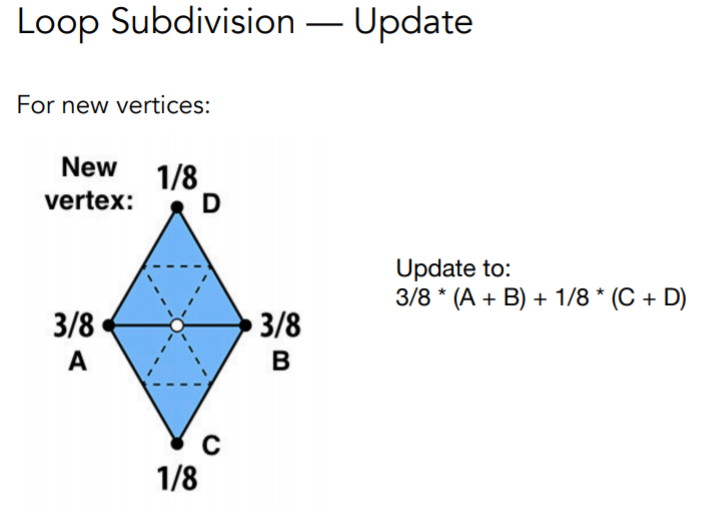 Loop Subdivision — Update
For new vertices:
New
vertex:
1/8
D
3/8
A
3/8
B
C
1/8
Update to:
3/8 * (A + B) + 1/8 * (C + D)